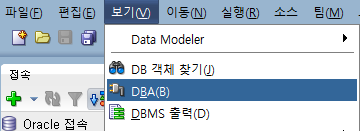 파일(F) 편집(E) 보기(V) 이동(N) 실행(R) 소스 팀(M)
Data Modeler
접속
DB 객체 찾기(J)
DBA(B)
Oracle 접속
DBMS 출력(D)